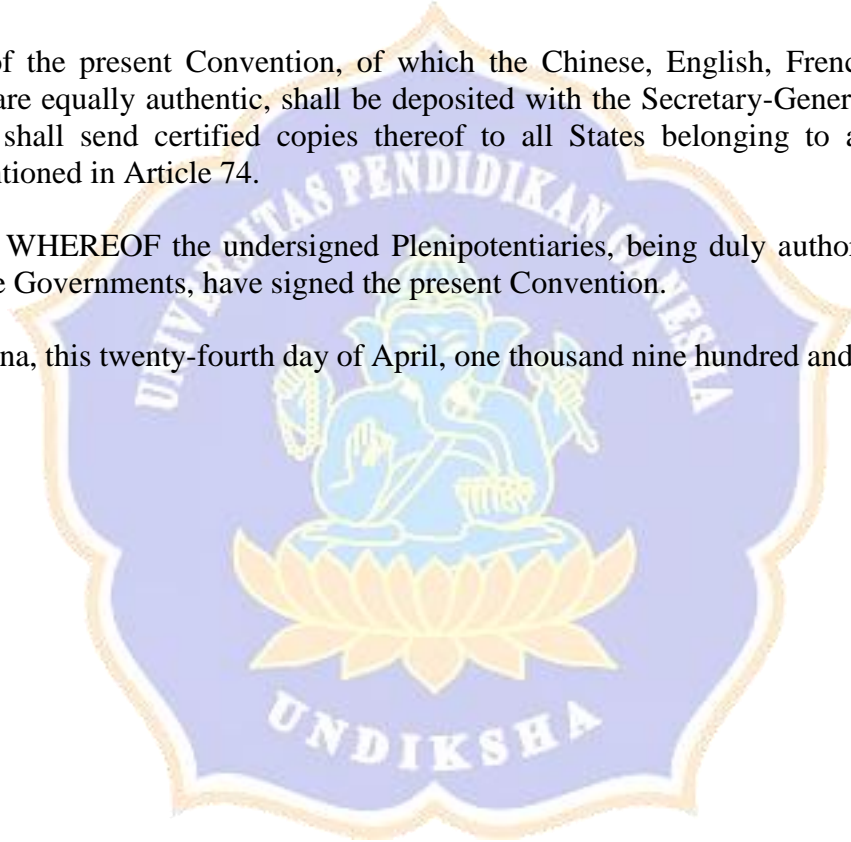 of the present Convention, of which the Chinese, English, Frenc
are equally authentic, shall be deposited with the Secretary-Gener
shall send certified copies thereof to all States belonging to a
ntioned in Article 74.
WHEREOF the undersigned Plenipotentiaries, being duly author
e Governments, have signed the present Convention.
na, this twenty-fourth day of April, one thousand nine hundred and
UNIVERSITAS PENDIDIKAN GANESHA
UNDIKSHA